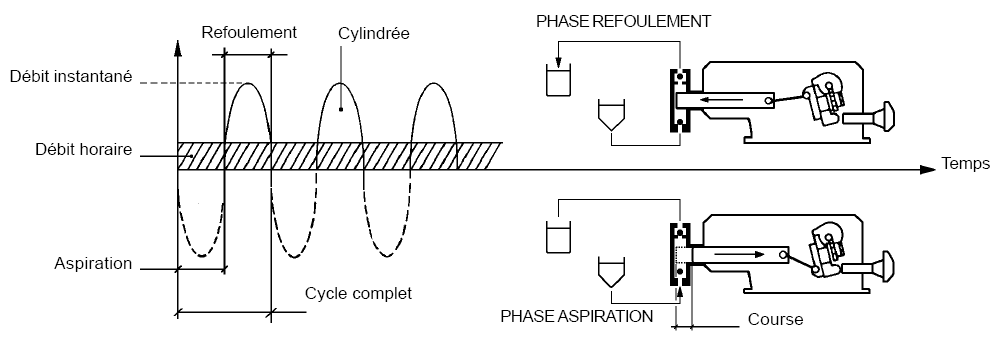 Refoulement
Cylindrée
Débit instantané
Débit horaire
Temps
Aspiration
Cycle complet
PHASE REFOULEMENT
PHASE ASPIRATION
Course